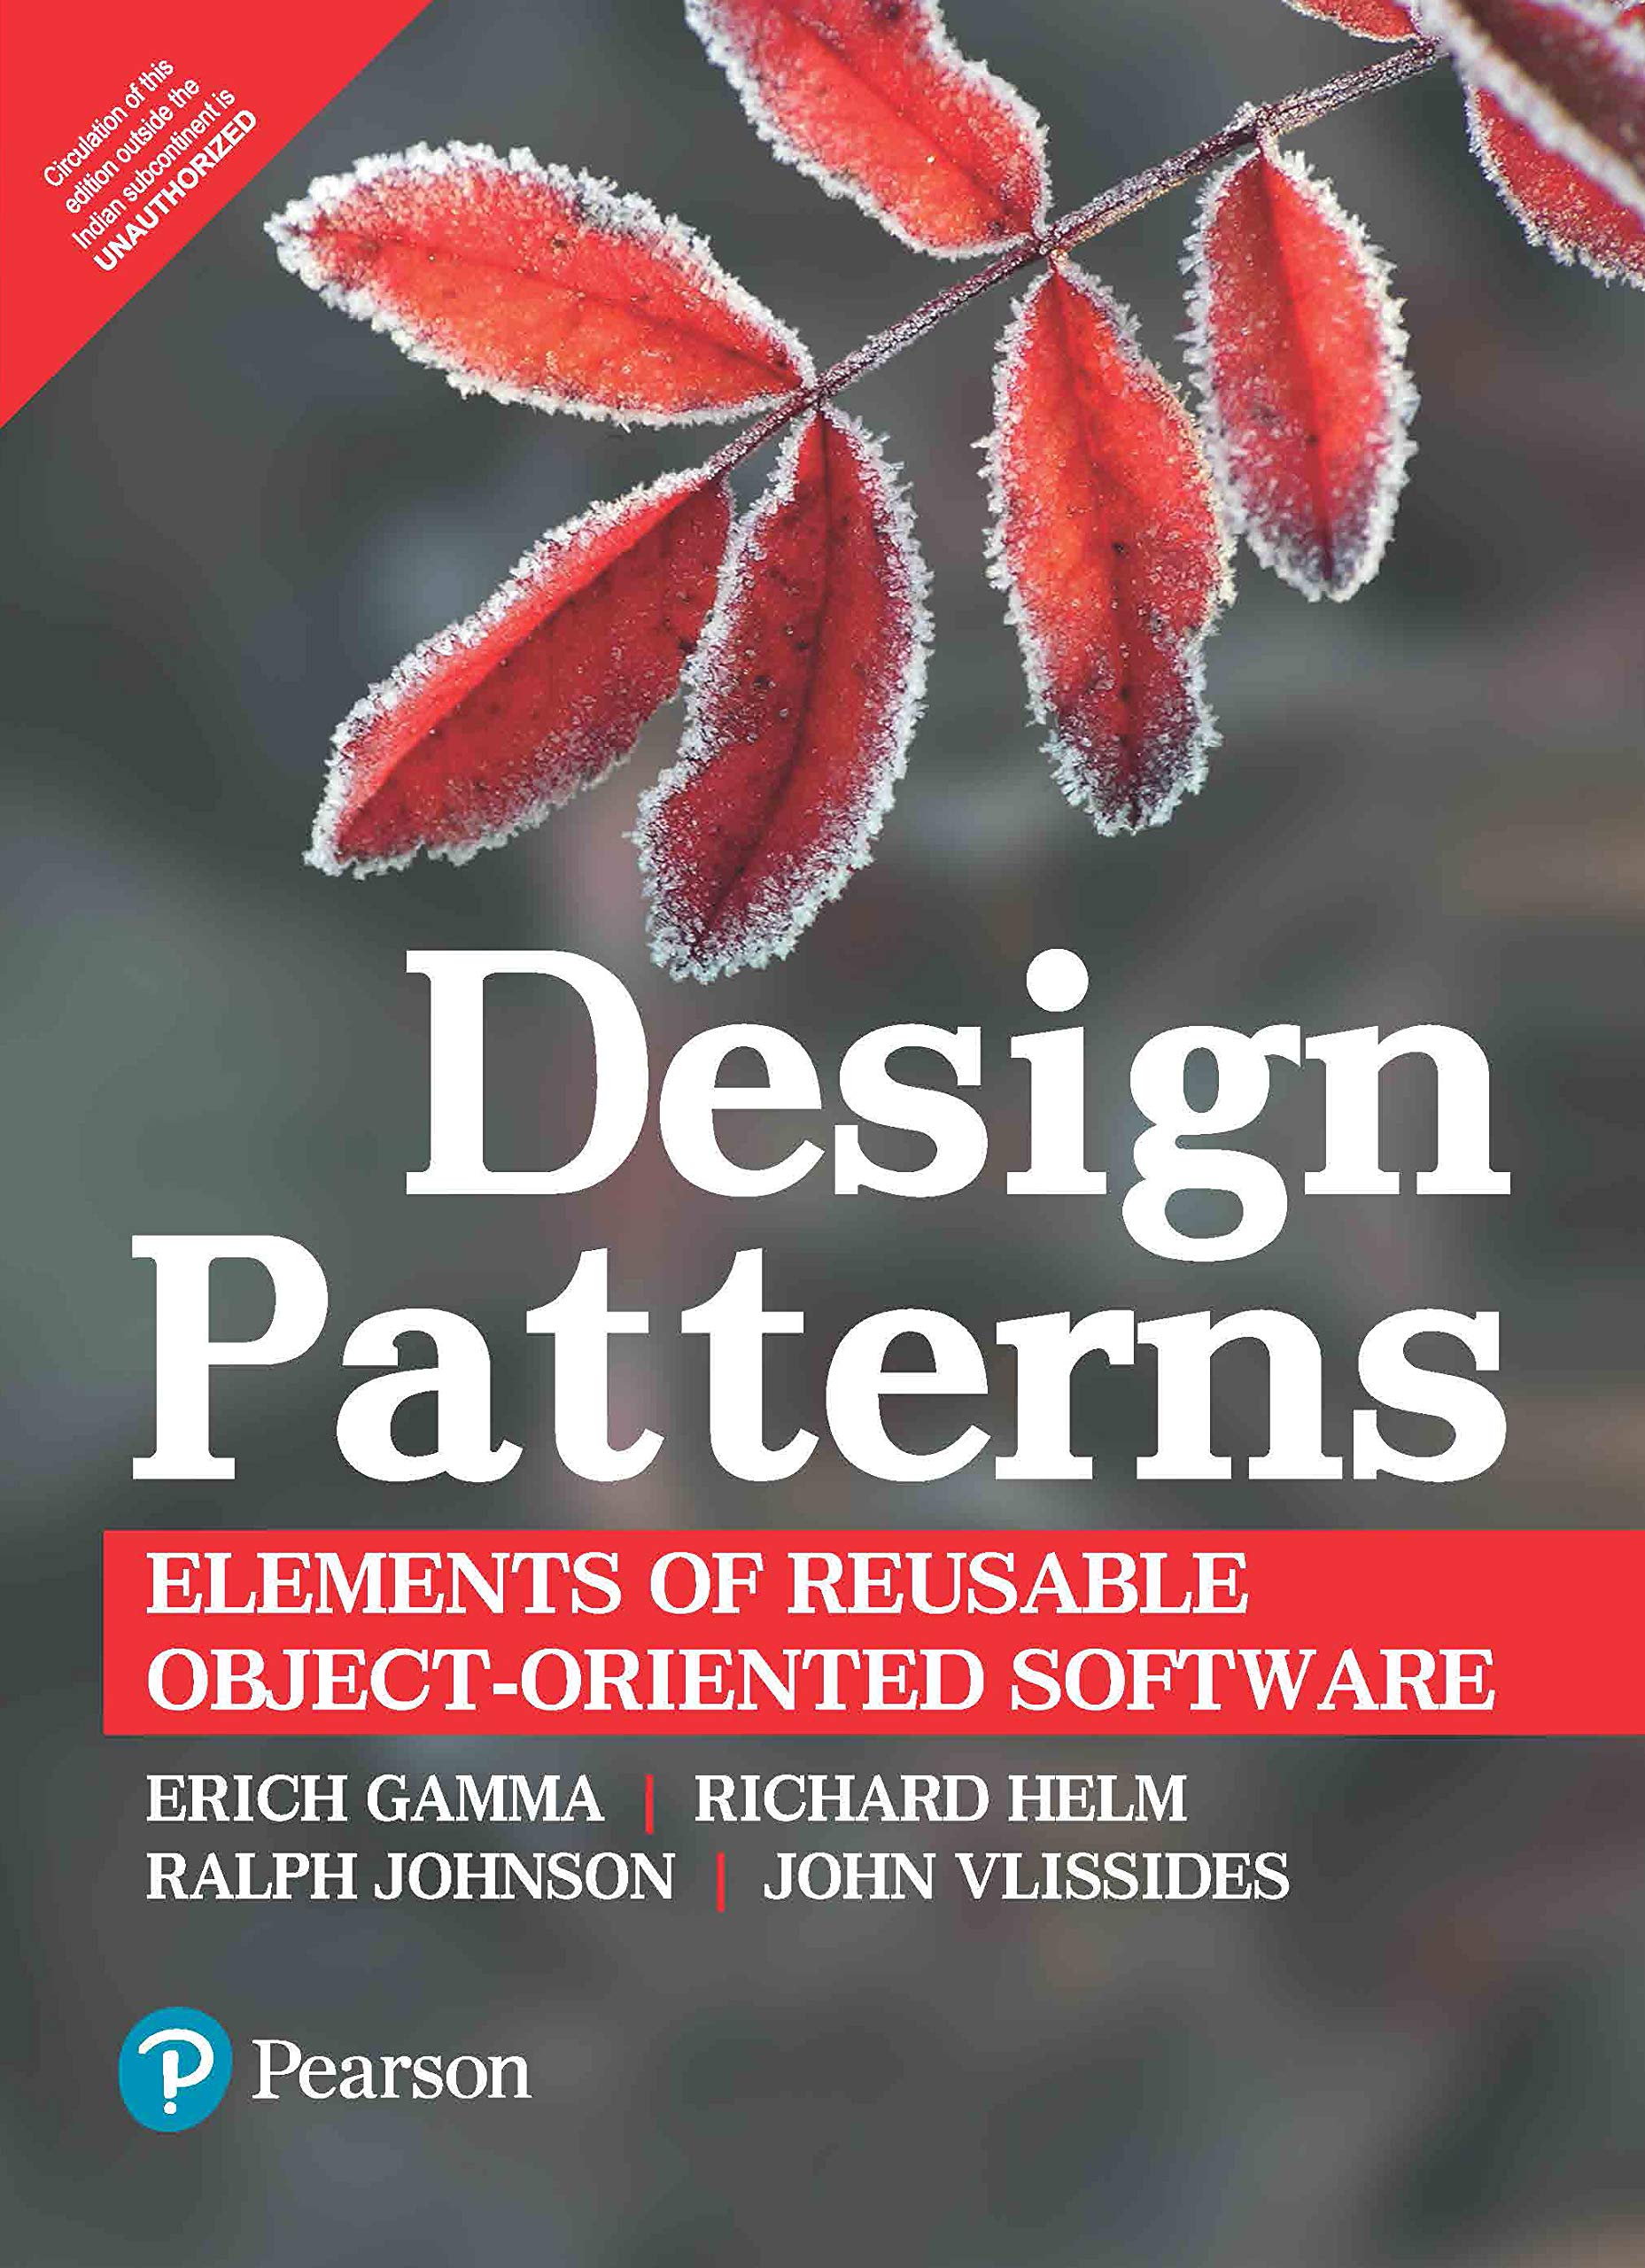 Circulation of this
edition outside the
Indian subcontinent is
UNAUTHORIZED
Design
Patterns
ELEMENTS OF REUSABLE
OBJECT-ORIENTED SOFTWARE
ERICH GAMMA | RICHARD HELM
RALPH JOHNSON | JOHN VLISSIDES
Pearson